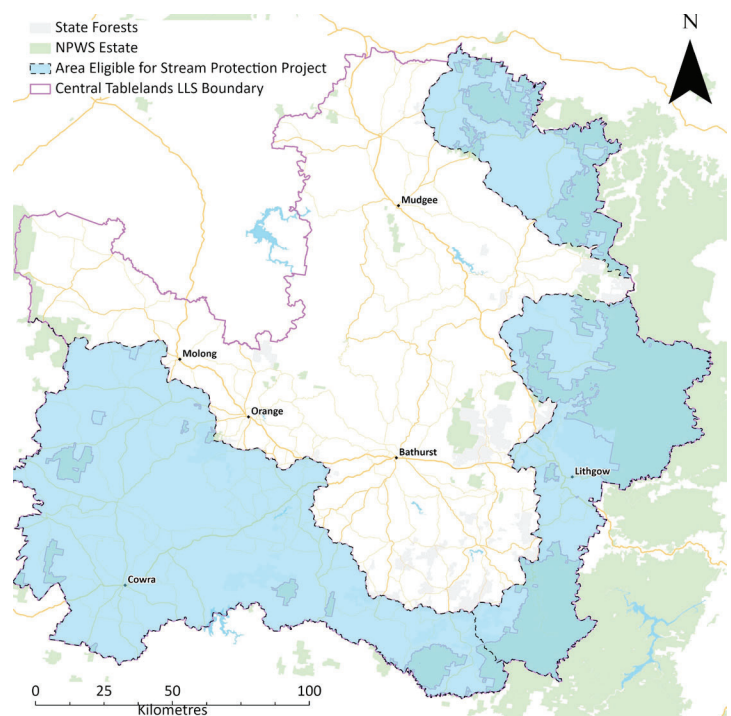 State Forests
NPWS Estate
Area Eligible for Stream Protection Project
Central Tablelands LLS Boundary
N
Mudgee
Molong
Orange
Bathurst
Lithgow
Cowra
0 25 50 100
Kilometres